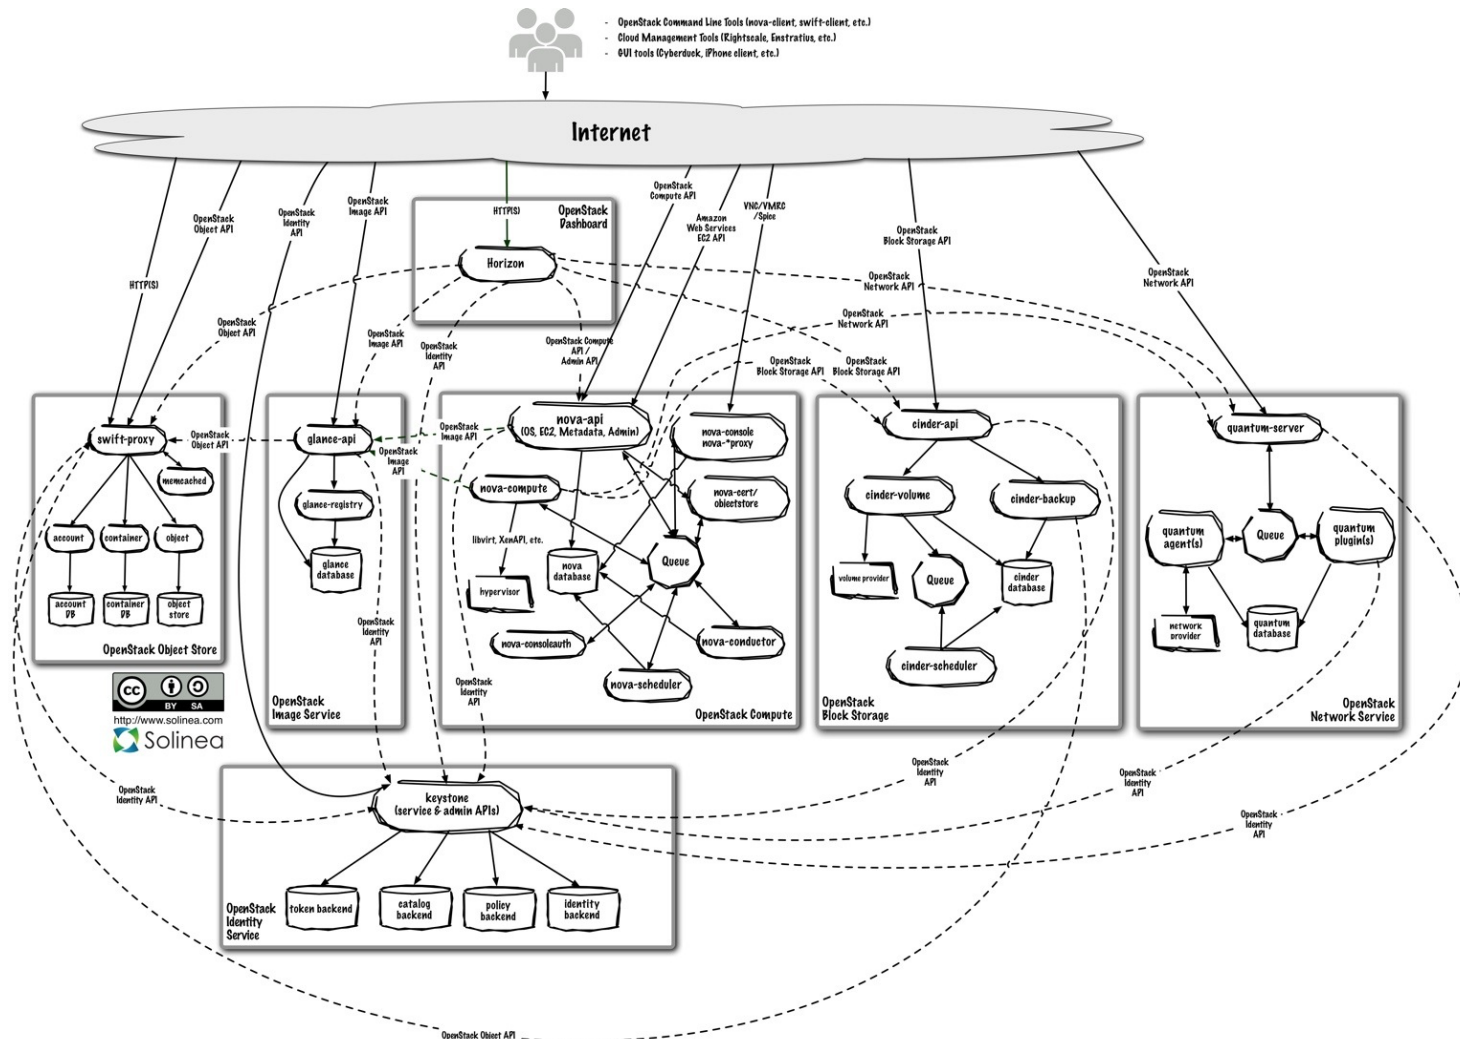 - OpenStack Command Line Tools (nova-client, swift-client, etc.)
- Cloud Management Tools (Rightscale, Enstratius, etc.)
- GUI tools (Cyberduck, iPhone client, etc.)
Internet
OpenStack
Object API
OpenStack
Identity
API
OpenStack
Image API
HTTP(S)
OpenStack
Dashboard
OpenStack
Compute API
Amazon
Web Services
EC2 API
VNC/VMRC
/Spice
OpenStack
Block Storage API
OpenStack
Network API
HTTP(S)
Horizon
OpenStack
Network API
OpenStack
Object API
OpenStack
Image API
OpenStack
Identity
API
OpenStack Compute
API
Admin API
OpenStack
Network API
OpenStack
Block Storage API
OpenStack
Block Storage API
swift-proxy
OpenStack
Object API
memcached
account
container
object
account
DB
container
DB
object
store
OpenStack Object Store
glance-api
glance-registry
glance
database
OpenStack
Identity
API
OpenStack
Image Service
OpenStack
Image API
OpenStack
Image
API
nova-api
(OS, EC2, Metadata, Admin)
nova-console
nova-*proxy
nova-compute
nova-cert/
objectstore
libvirt, XenAPI, etc.
hypervisor
nova
database
Queue
nova-consoleauth
nova-conductor
nova-scheduler
OpenStack
Identity
API
OpenStack Compute
cinder-api
cinder-volume
cinder-backup
volume provider
Queue
cinder
database
cinder-scheduler
OpenStack
Block Storage
quantum-server
quantum
agent(s)
Queue
quantum
plugin(s)
network
provider
quantum
database
OpenStack
Network Service
CC
BY SA
http://www.solinea.com
Solinea
OpenStack
Identity API
keystone
(service & admin APIs)
token backend
catalog
backend
policy
backend
identity
backend
OpenStack
Identity
Service
OpenStack
Identity
API
OpenStack
Identity
API
OpenStack
Identity
API
OpenStack Object API